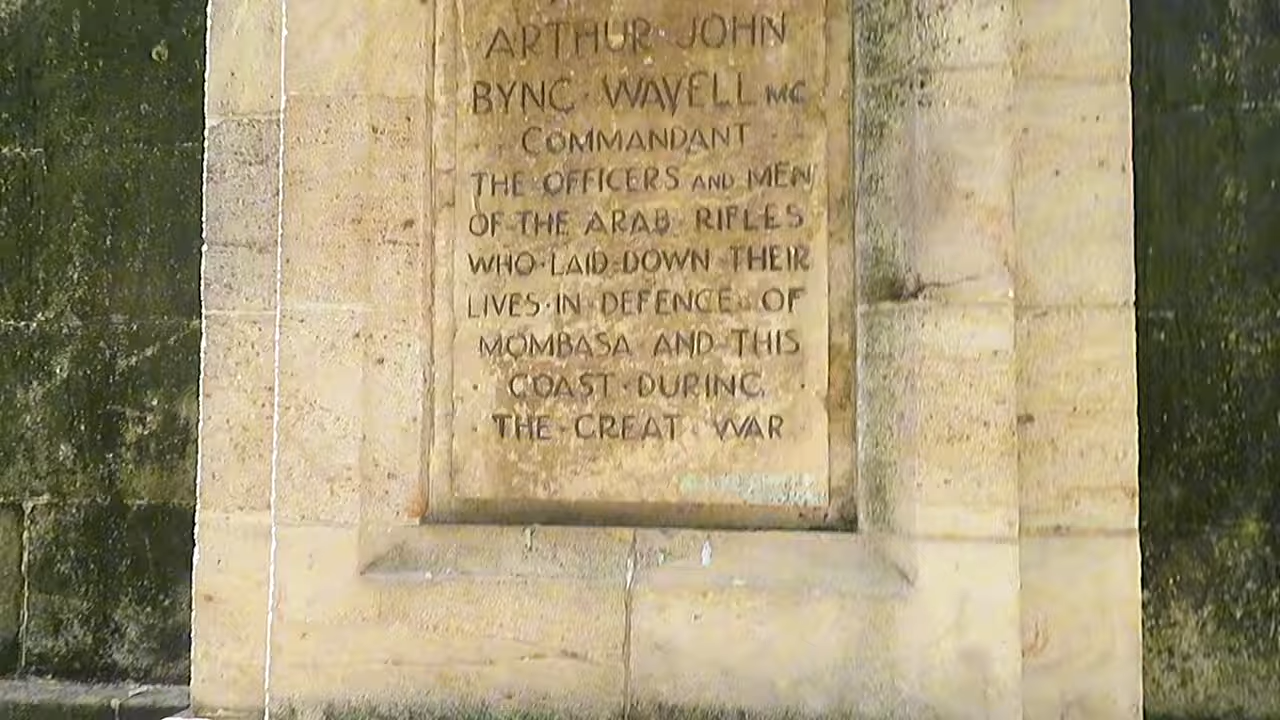 ARTHUR · JOHN
BYNG · WAVELL MC
· COMMANDANT ·
THE · OFFICERS AND MEN
OF · THE · ARAB · RIFLES
WHO · LAID · DOWN · THEIR
LIVES · IN · DEFENCE · OF
MOMBASA · AND · THIS
· COAST · DURING ·
· THE · GREAT · WAR ·